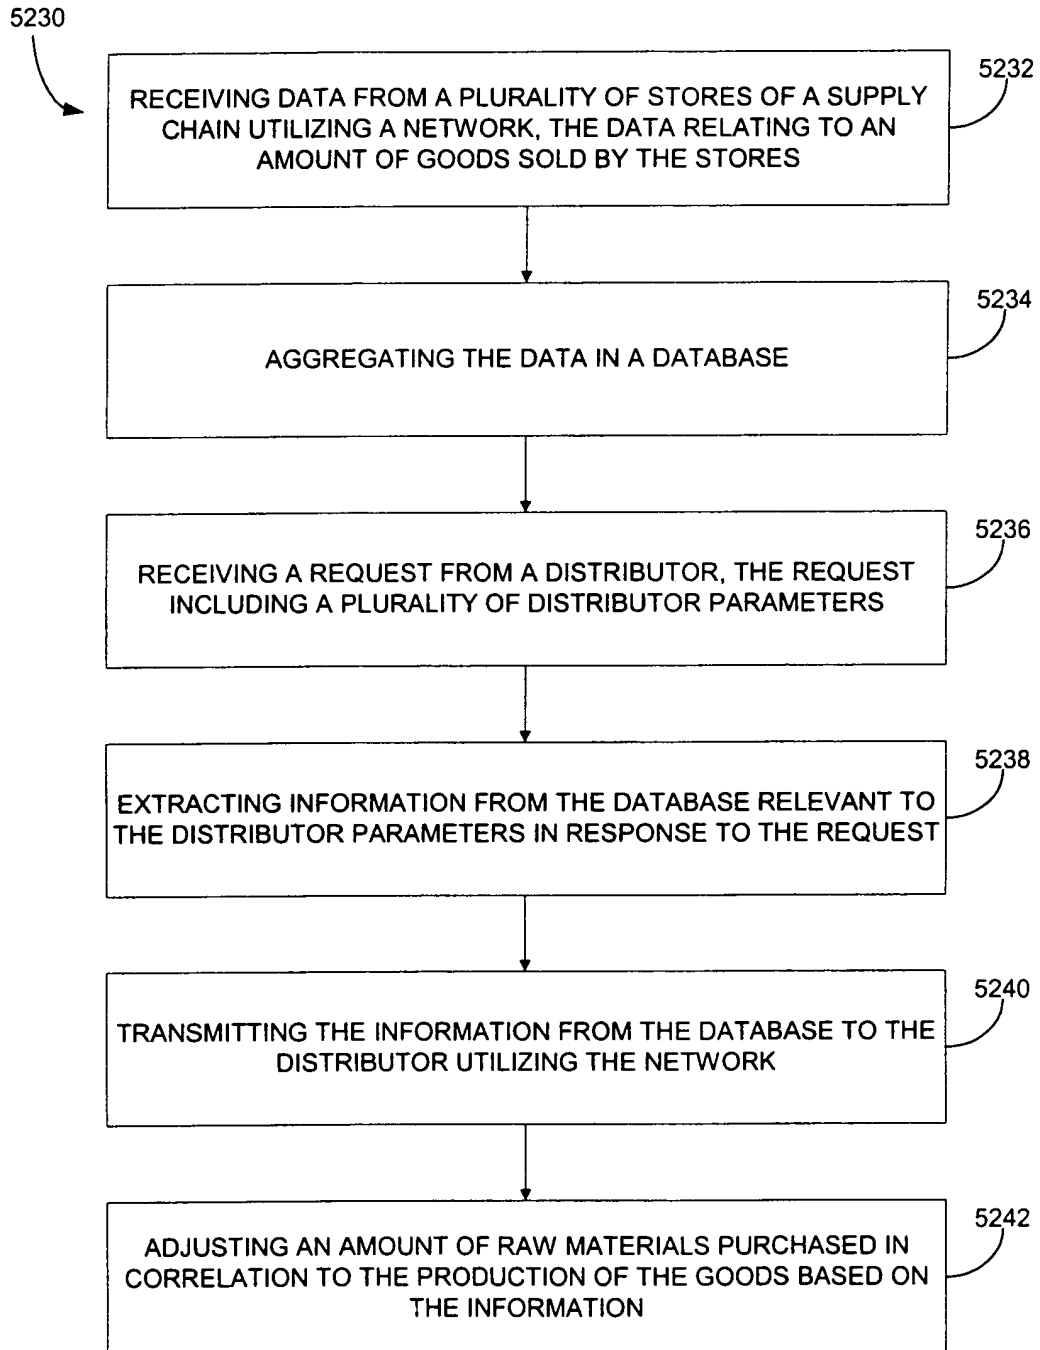 5230
5232
RECEIVING DATA FROM A PLURALITY OF STORES OF A SUPPLY
CHAIN UTILIZING A NETWORK, THE DATA RELATING TO AN
AMOUNT OF GOODS SOLD BY THE STORES
5234
AGGREGATING THE DATA IN A DATABASE
5236
RECEIVING A REQUEST FROM A DISTRIBUTOR, THE REQUEST
INCLUDING A PLURALITY OF DISTRIBUTOR PARAMETERS
5238
EXTRACTING INFORMATION FROM THE DATABASE RELEVANT TO
THE DISTRIBUTOR PARAMETERS IN RESPONSE TO THE REQUEST
5240
TRANSMITTING THE INFORMATION FROM THE DATABASE TO THE
DISTRIBUTOR UTILIZING THE NETWORK
5242
ADJUSTING AN AMOUNT OF RAW MATERIALS PURCHASED IN
CORRELATION TO THE PRODUCTION OF THE GOODS BASED ON
THE INFORMATION